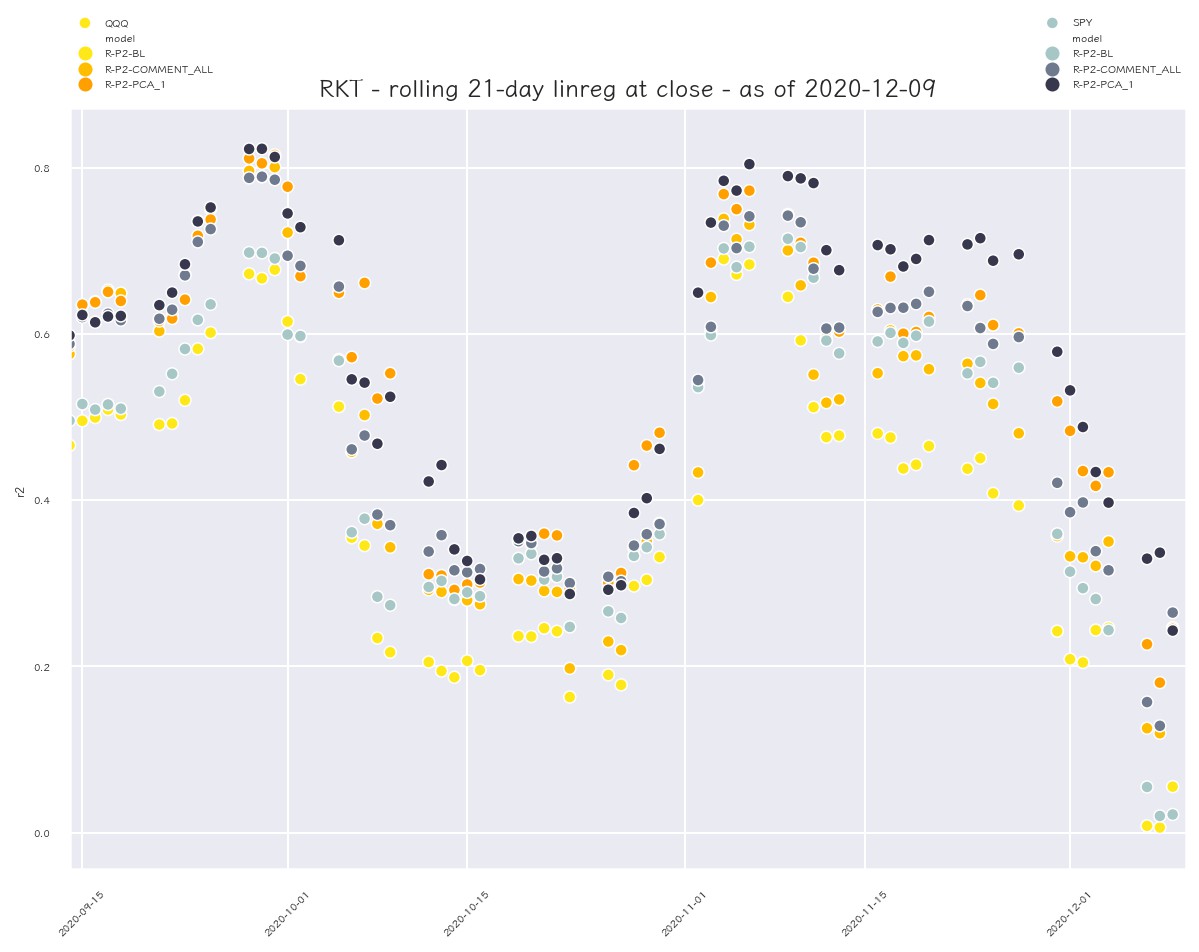 QQQ
model
R-P2-BL
R-P2-COMMENT_ALL
R-P2-PCA_1
SPY
model
R-P2-BL
R-P2-COMMENT_ALL
R-P2-PCA_1
RKT - rolling 21-day linreg at close - as of 2020-12-09
r2
0.8
0.6
0.4
0.2
0.0
2020-09-15
2020-10-01
2020-10-15
2020-11-01
2020-11-15
2020-12-01